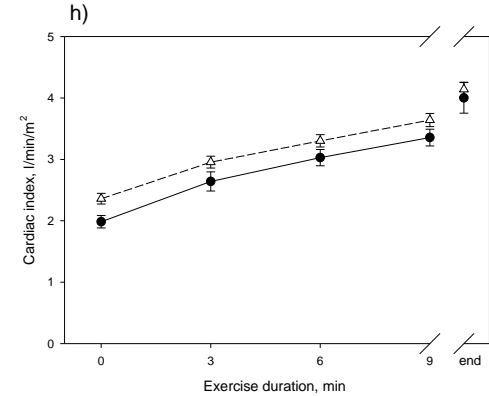 h)
5
4
3
2
1
0
Cardiac index, l/min/m²
0 3 6 9 end
Exercise duration, min